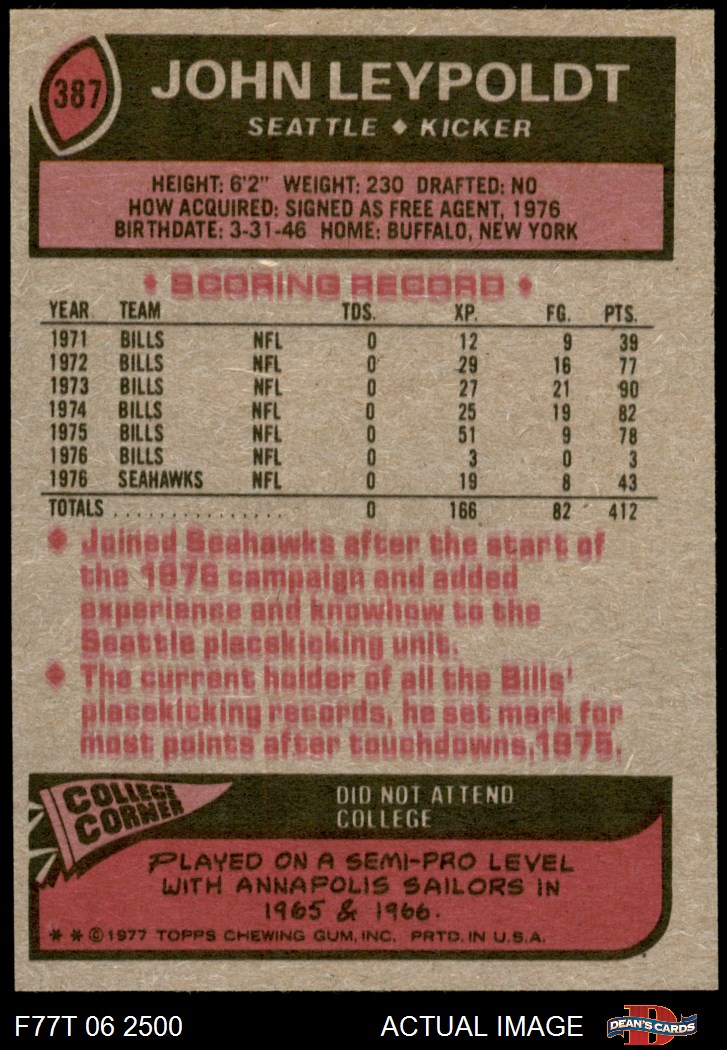 387
JOHN LEYPOLDT
SEATTLE ♦ KICKER
HEIGHT: 6'2" WEIGHT: 230 DRAFTED: NO
HOW ACQUIRED: SIGNED AS FREE AGENT, 1976
BIRTHDATE: 3-31-46 HOME: BUFFALO, NEW YORK
♦ SCORING RECORD ♦
YEAR TEAM TDS. XP. FG. PTS.
1971 BILLS NFL 0 12 9 39
1972 BILLS NFL 0 29 16 77
1973 BILLS NFL 0 27 21 90
1974 BILLS NFL 0 25 19 82
1975 BILLS NFL 0 51 9 78
1976 BILLS NFL 0 3 0 3
1976 SEAHAWKS NFL 0 19 8 43
TOTALS . . . . . . . . . . . . . . . . 0 166 82 412
♦ Joined Seahawks after the start of
the 1976 campaign and added
experience and knowhow to the
Seattle placekicking unit.
♦ The current holder of all the Bills'
placekicking records, he set mark for
most points after touchdowns,1975.
COLLEGE
CORNER
DID NOT ATTEND
COLLEGE
PLAYED ON A SEMI-PRO LEVEL
WITH ANNAPOLIS SAILORS IN
1965 & 1966.
* * © 1977 TOPPS CHEWING GUM, INC. PRTD. IN U.S.A.
F77T 06 2500 ACTUAL IMAGE D DEAN'S CARDS